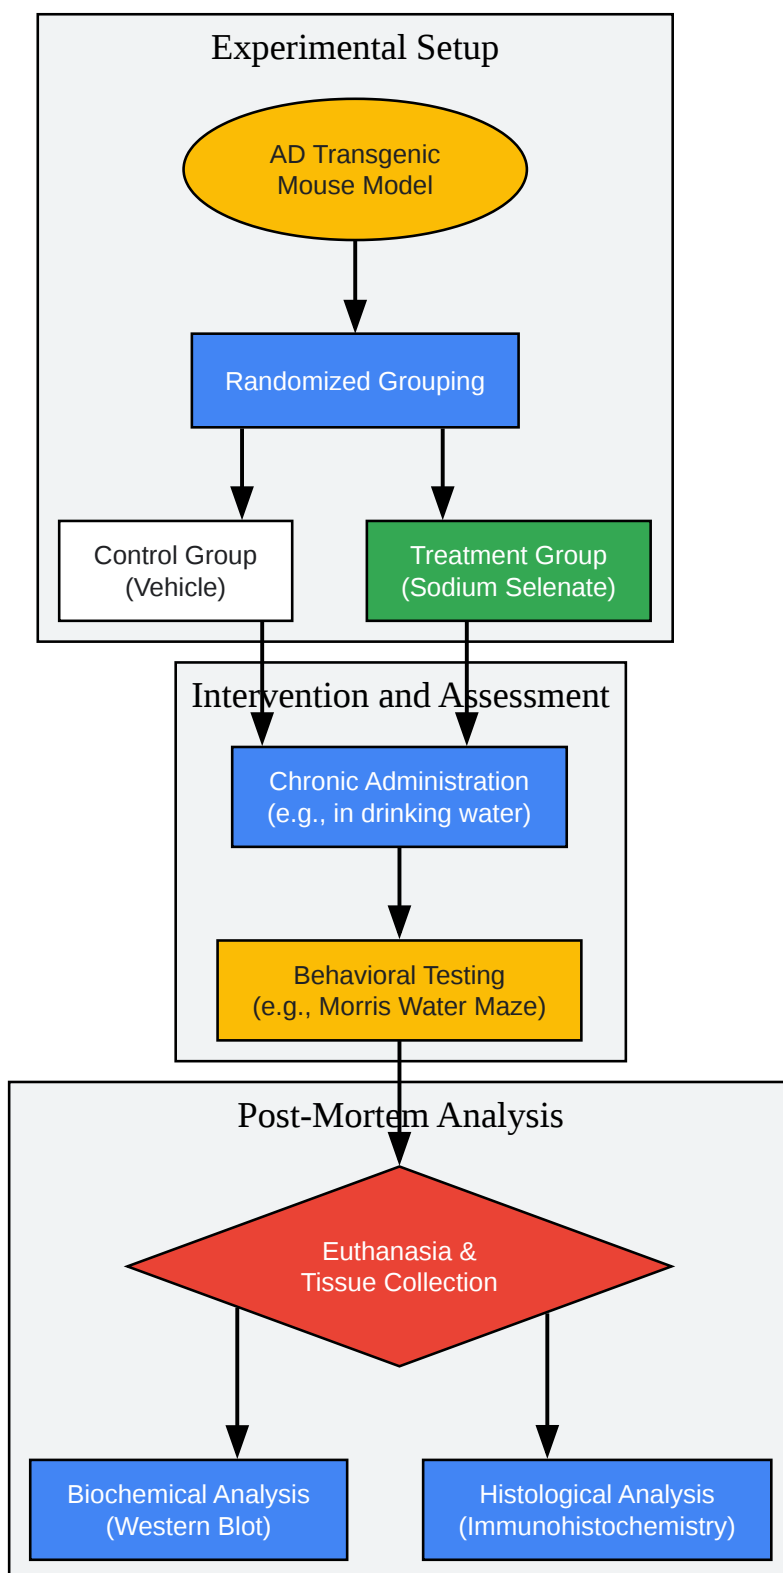 Experimental Setup
AD Transgenic
Mouse Model
Randomized Grouping
Control Group
(Vehicle)
Treatment Group
(Sodium Selenate)
Intervention and Assessment
Chronic Administration
(e.g., in drinking water)
Behavioral Testing
(e.g., Morris Water Maze)
Post-Mortem Analysis
Euthanasia &
Tissue Collection
Biochemical Analysis
(Western Blot)
Histological Analysis
(Immunohistochemistry)